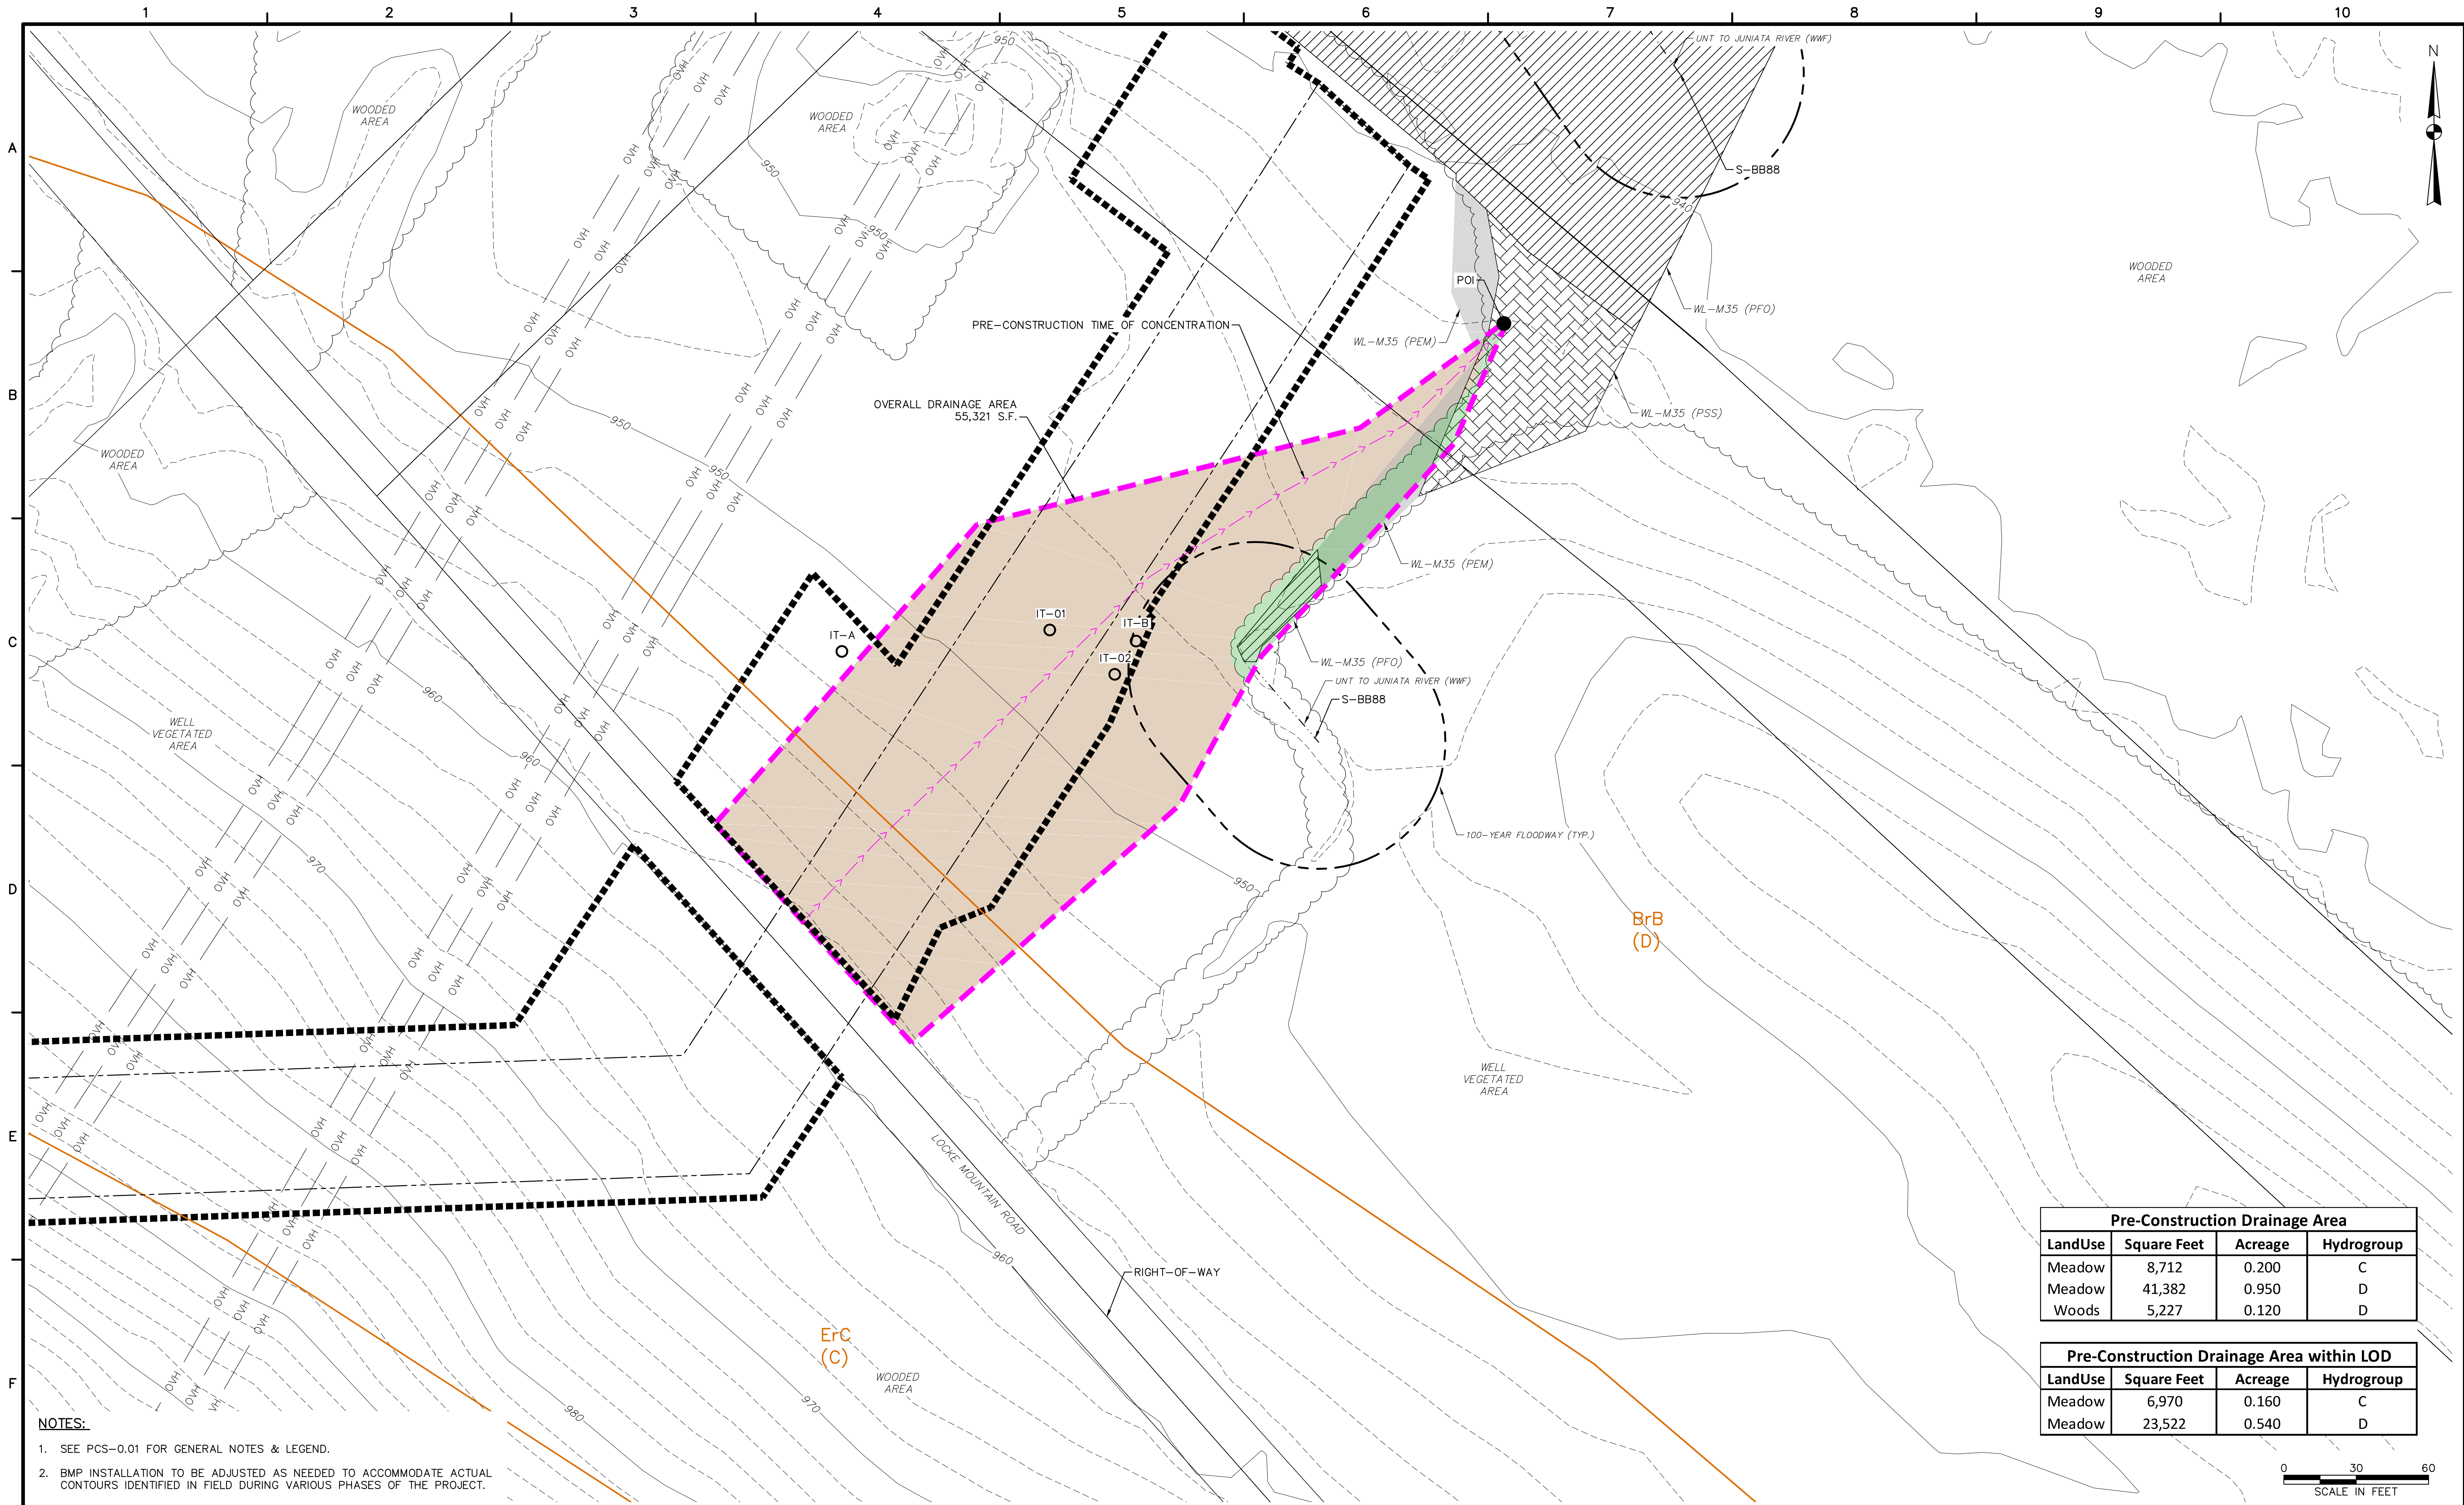 1 2 3 4 5 6 7 8 9 10
A
B
C
D
E
F
N
UNT TO JUNIATA RIVER (WWF)
S-BB88
940
WOODED
AREA
WOODED
AREA
WOODED
AREA
WOODED
AREA
950
950
950
950
950
POI
WL-M35 (PFO)
WL-M35 (PEM)
WL-M35 (PSS)
PRE-CONSTRUCTION TIME OF CONCENTRATION
OVERALL DRAINAGE AREA
55,321 S.F.
WL-M35 (PEM)
IT-A
IT-01
IT-B
IT-02
WL-M35 (PFO)
UNT TO JUNIATA RIVER (WWF)
S-BB88
100-YEAR FLOODWAY (TYP.)
WELL
VEGETATED
AREA
960
960
970
950
BrB
(D)
WELL
VEGETATED
AREA
LOCKE MOUNTAIN ROAD
960
RIGHT-OF-WAY
ErC
(C)
WOODED
AREA
970
980
OVH
Pre-Construction Drainage Area
LandUse Square Feet Acreage Hydrogroup
Meadow 8,712 0.200 C
Meadow 41,382 0.950 D
Woods 5,227 0.120 D
Pre-Construction Drainage Area within LOD
LandUse Square Feet Acreage Hydrogroup
Meadow 6,970 0.160 C
Meadow 23,522 0.540 D
NOTES:
1. SEE PCS-0.01 FOR GENERAL NOTES & LEGEND.
2. BMP INSTALLATION TO BE ADJUSTED AS NEEDED TO ACCOMMODATE ACTUAL
CONTOURS IDENTIFIED IN FIELD DURING VARIOUS PHASES OF THE PROJECT.
0 30 60
SCALE IN FEET